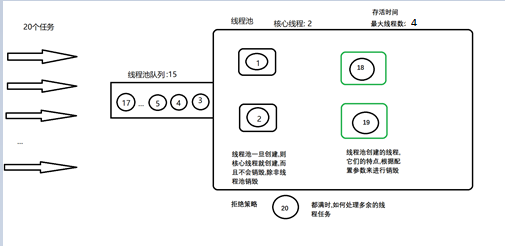 20个任务
线程池
核心线程: 2
存活时间
最大线程数: 4
线程池队列 :15
17 ... 5 4 3
1
18
2
19
...
线程池一旦创建,则
核心线程就创建,而
且不会销毁,除非线
程池销毁
线程池创建的线程,
它们的特点,根据配
置参数来进行销毁
拒绝策略
20
都满时,如何处理多余的线
程任务